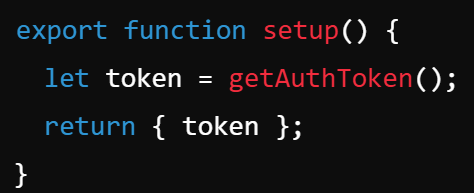 export function setup() {
  let token = getAuthToken();
  return { token };
}